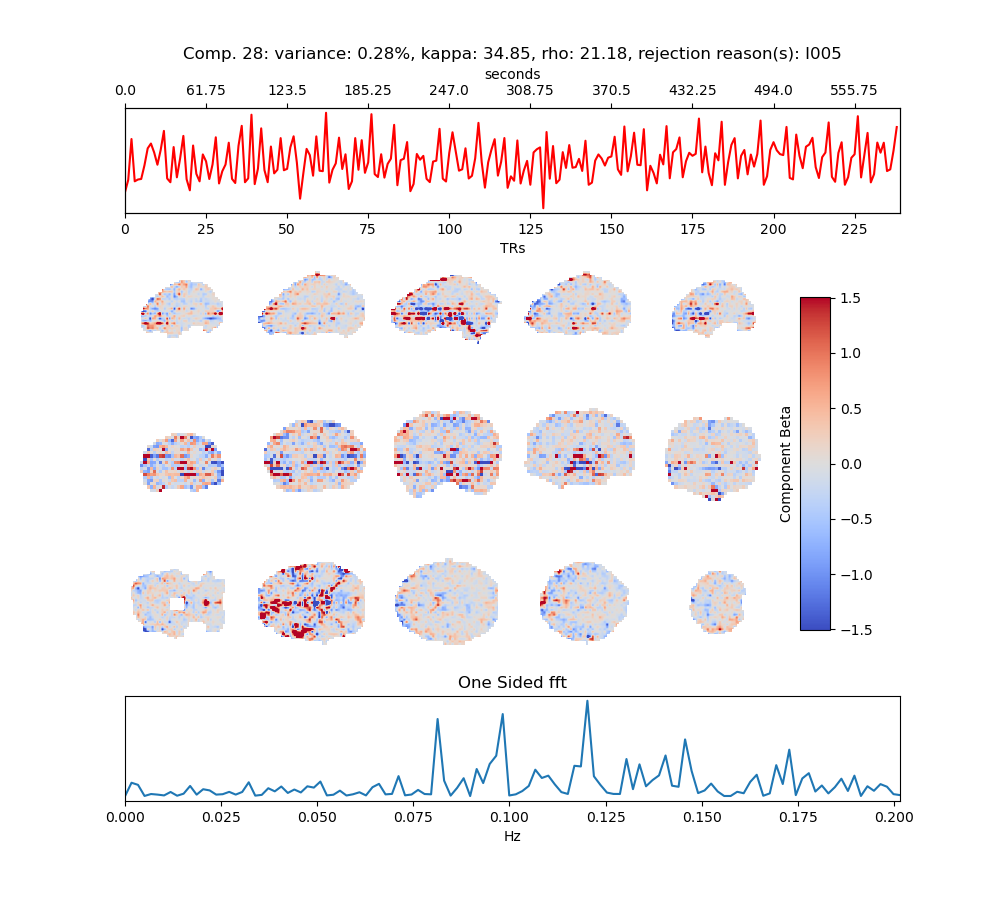 Comp. 28: variance: 0.28%, kappa: 34.85, rho: 21.18, rejection reason(s): I005
seconds
0.0 61.75 123.5 185.25 247.0 308.75 370.5 432.25 494.0 555.75
0 25 50 75 100 125 150 175 200 225
TRs
1.5
1.0
0.5
0.0
−0.5
−1.0
−1.5
Component Beta
One Sided fft
0.000 0.025 0.050 0.075 0.100 0.125 0.150 0.175 0.200
Hz